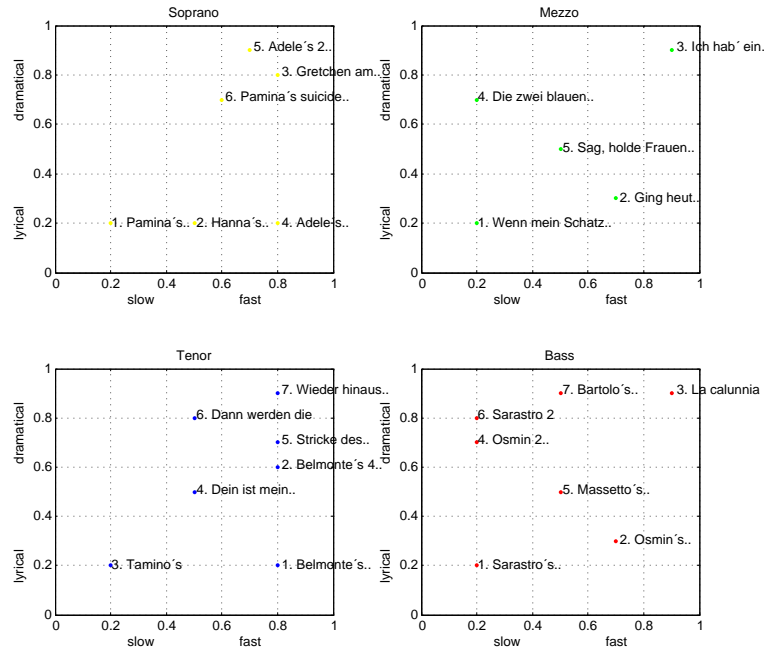 Soprano
1
5. Adele´s 2..
3. Gretchen am..
0.8
dramatical
6. Pamina´s suicide..
0.6
0.4
1. Pamina´s..
2. Hanna´s..
4. Adele´s..
0.2
lyrical
0
0 0.2 0.4 0.6 0.8 1
slow fast
Mezzo
1
3. Ich hab´ ein.
0.8
dramatical
4. Die zwei blauen..
0.6
5. Sag, holde Frauen..
0.4
2. Ging heut..
1. Wenn mein Schatz..
0.2
lyrical
0
0 0.2 0.4 0.6 0.8 1
slow fast
Tenor
1
7. Wieder hinaus..
6. Dann werden die
0.8
dramatical
5. Stricke des..
2. Belmonte´s 4..
0.6
4. Dein ist mein..
0.4
3. Tamino´s
1. Belmonte´s..
0.2
lyrical
0
0 0.2 0.4 0.6 0.8 1
slow fast
Bass
1
7. Bartolo´s..
3. La calunnia
6. Sarastro 2
0.8
dramatical
4. Osmin 2..
0.6
5. Massetto´s..
0.4
2. Osmin´s..
1. Sarastro´s..
0.2
lyrical
0
0 0.2 0.4 0.6 0.8 1
slow fast